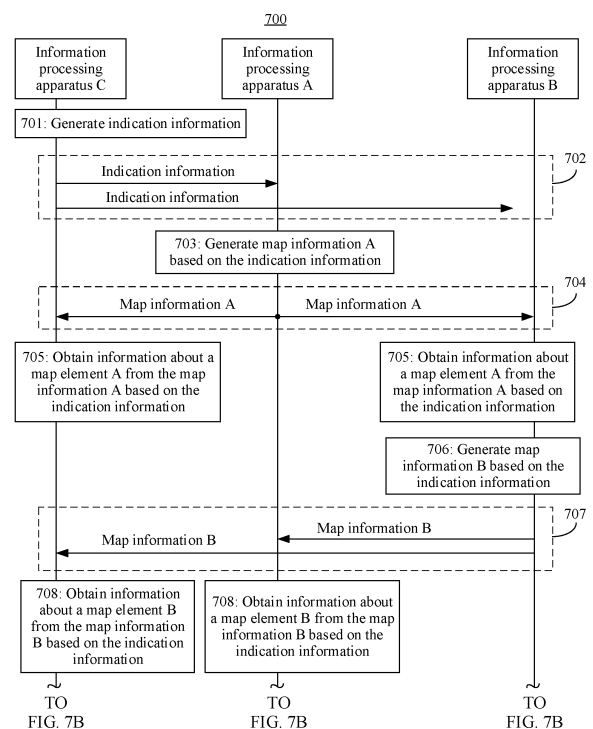 700
Information
processing
apparatus C
Information
processing
apparatus A
Information
processing
apparatus B
701: Generate indication information
702
Indication information
Indication information
703: Generate map information A
based on the indication information
704
Map information A
Map information A
705: Obtain information about a
map element A from the map
information A based on the
indication information
705: Obtain information about
a map element A from the
map information A based on
the indication information
706: Generate map
information B based on the
indication information
707
Map information B
Map information B
708: Obtain information
about a map element B
from the map information
B based on the indication
information
708: Obtain information about
a map element B from the map
information B based on the
indication information
TO
FIG. 7B
TO
FIG. 7B
TO
FIG. 7B